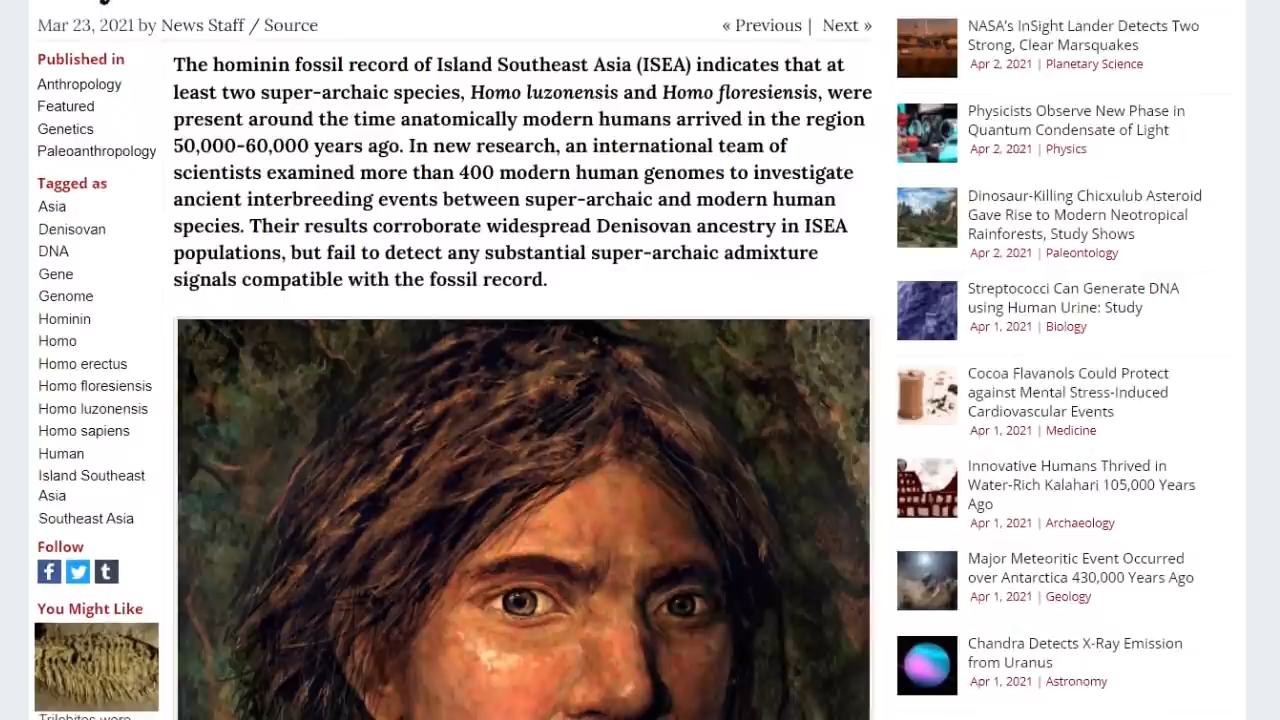 Mar 23, 2021 by News Staff / Source
« Previous | Next »
Published in
Anthropology
Featured
Genetics
Paleoanthropology
Tagged as
Asia
Denisovan
DNA
Gene
Genome
Hominin
Homo
Homo erectus
Homo floresiensis
Homo luzonensis
Homo sapiens
Human
Island Southeast
Asia
Southeast Asia
Follow
You Might Like
Trilobites were
The hominin fossil record of Island Southeast Asia (ISEA) indicates that at
least two super-archaic species, Homo luzonensis and Homo floresiensis, were
present around the time anatomically modern humans arrived in the region
50,000-60,000 years ago. In new research, an international team of
scientists examined more than 400 modern human genomes to investigate
ancient interbreeding events between super-archaic and modern human
species. Their results corroborate widespread Denisovan ancestry in ISEA
populations, but fail to detect any substantial super-archaic admixture
signals compatible with the fossil record.
NASA's InSight Lander Detects Two
Strong, Clear Marsquakes
Apr 2, 2021 | Planetary Science
Physicists Observe New Phase in
Quantum Condensate of Light
Apr 2, 2021 | Physics
Dinosaur-Killing Chicxulub Asteroid
Gave Rise to Modern Neotropical
Rainforests, Study Shows
Apr 2, 2021 | Paleontology
Streptococci Can Generate DNA
using Human Urine: Study
Apr 1, 2021 | Biology
Cocoa Flavanols Could Protect
against Mental Stress-Induced
Cardiovascular Events
Apr 1, 2021 | Medicine
Innovative Humans Thrived in
Water-Rich Kalahari 105,000 Years
Ago
Apr 1, 2021 | Archaeology
Major Meteoritic Event Occurred
over Antarctica 430,000 Years Ago
Apr 1, 2021 | Geology
Chandra Detects X-Ray Emission
from Uranus
Apr 1, 2021 | Astronomy